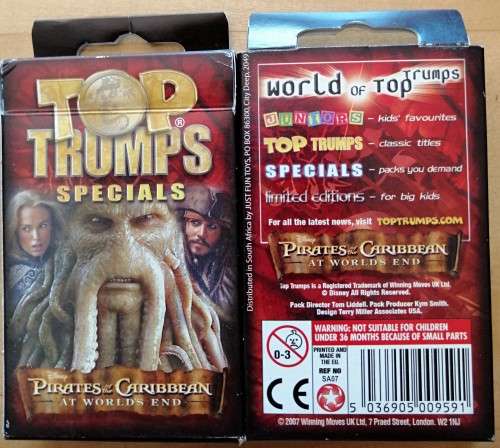 TOP
TRUMPS®
SPECIALS
PIRATES of the CARIBBEAN
AT WORLDS END
Distributed in South Africa by JUST FUN TOYS, PO BOX 86300, City Deep, 2049
world of Top Trumps
JUNIORS – kids' favourites
TOP TRUMPS – classic titles
SPECIALS – packs you demand
limited editions – for big kids
For all the latest news, visit TOPTRUMPS.COM
PIRATES of the CARIBBEAN
AT WORLDS END
Top Trumps is a Registered Trademark of Winning Moves UK Ltd.
© Disney All Rights Reserved.
Pack Director Tom Liddell. Pack Producer Kym Smith.
Design Terry Miller Associates USA.
0-3
WARNING: NOT SUITABLE FOR CHILDREN
UNDER 36 MONTHS BECAUSE OF SMALL PARTS
CE
PRINTED AND
MADE IN
THE EU
REF NO
SA07
5 036905 009591
© 2007 Winning Moves UK Ltd, 7 Praed Street, London. W2 1NJ